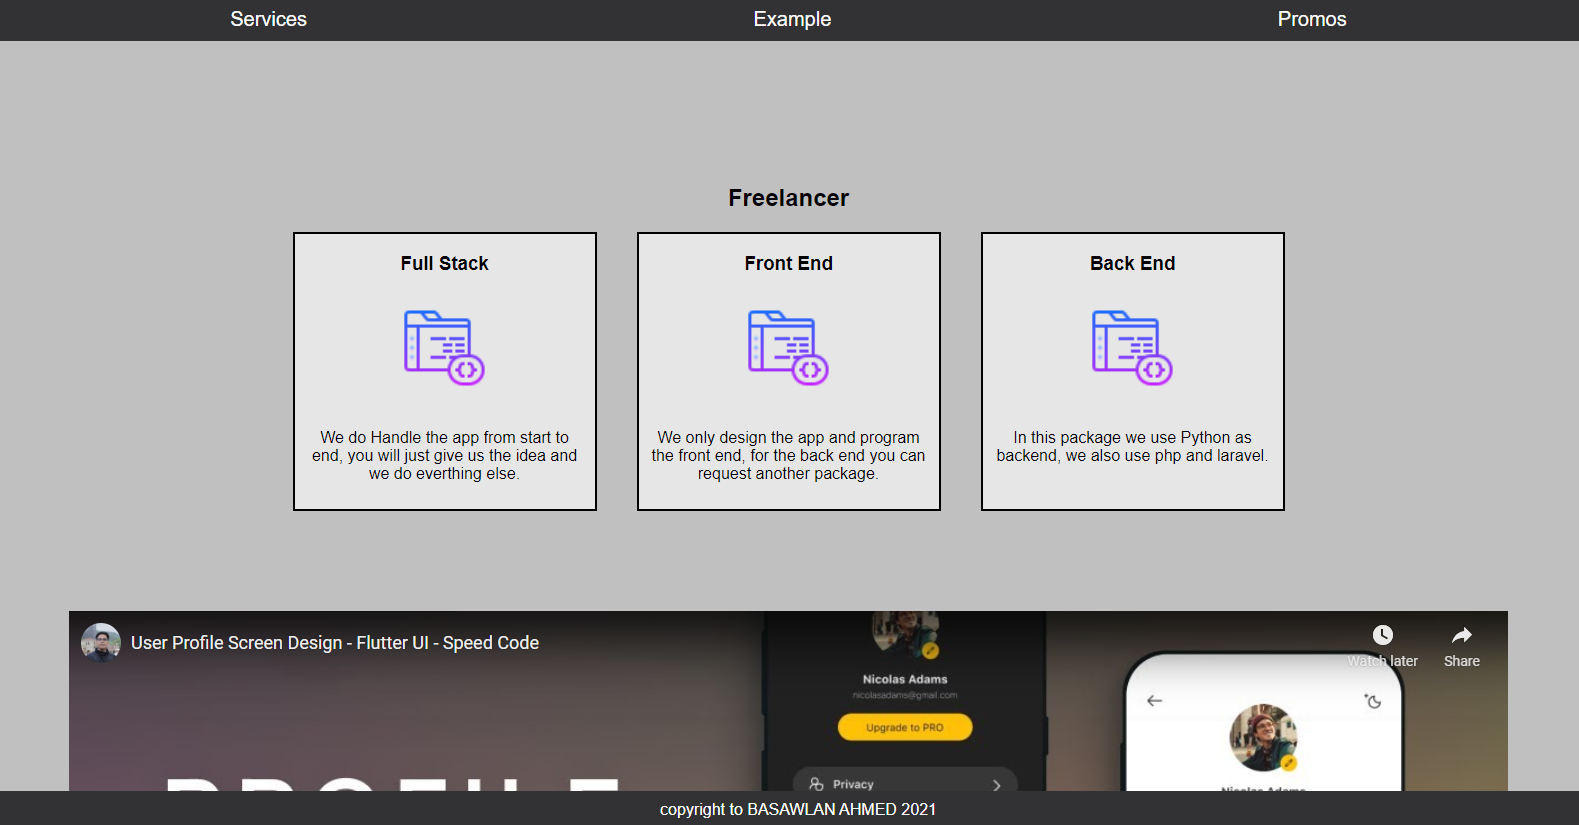 Services Example Promos
Freelancer
Full Stack
We do Handle the app from start to
end, you will just give us the idea and
we do everthing else.
Front End
We only design the app and program
the front end, for the back end you can
request another package.
Back End
In this package we use Python as
backend, we also use php and laravel.
User Profile Screen Design - Flutter UI - Speed Code
Watch later
Share
Nicolas Adams
nicolasadams@gmail.com
Upgrade to PRO
Privacy
PROFILE
Nicolas Adams
copyright to BASAWLAN AHMED 2021